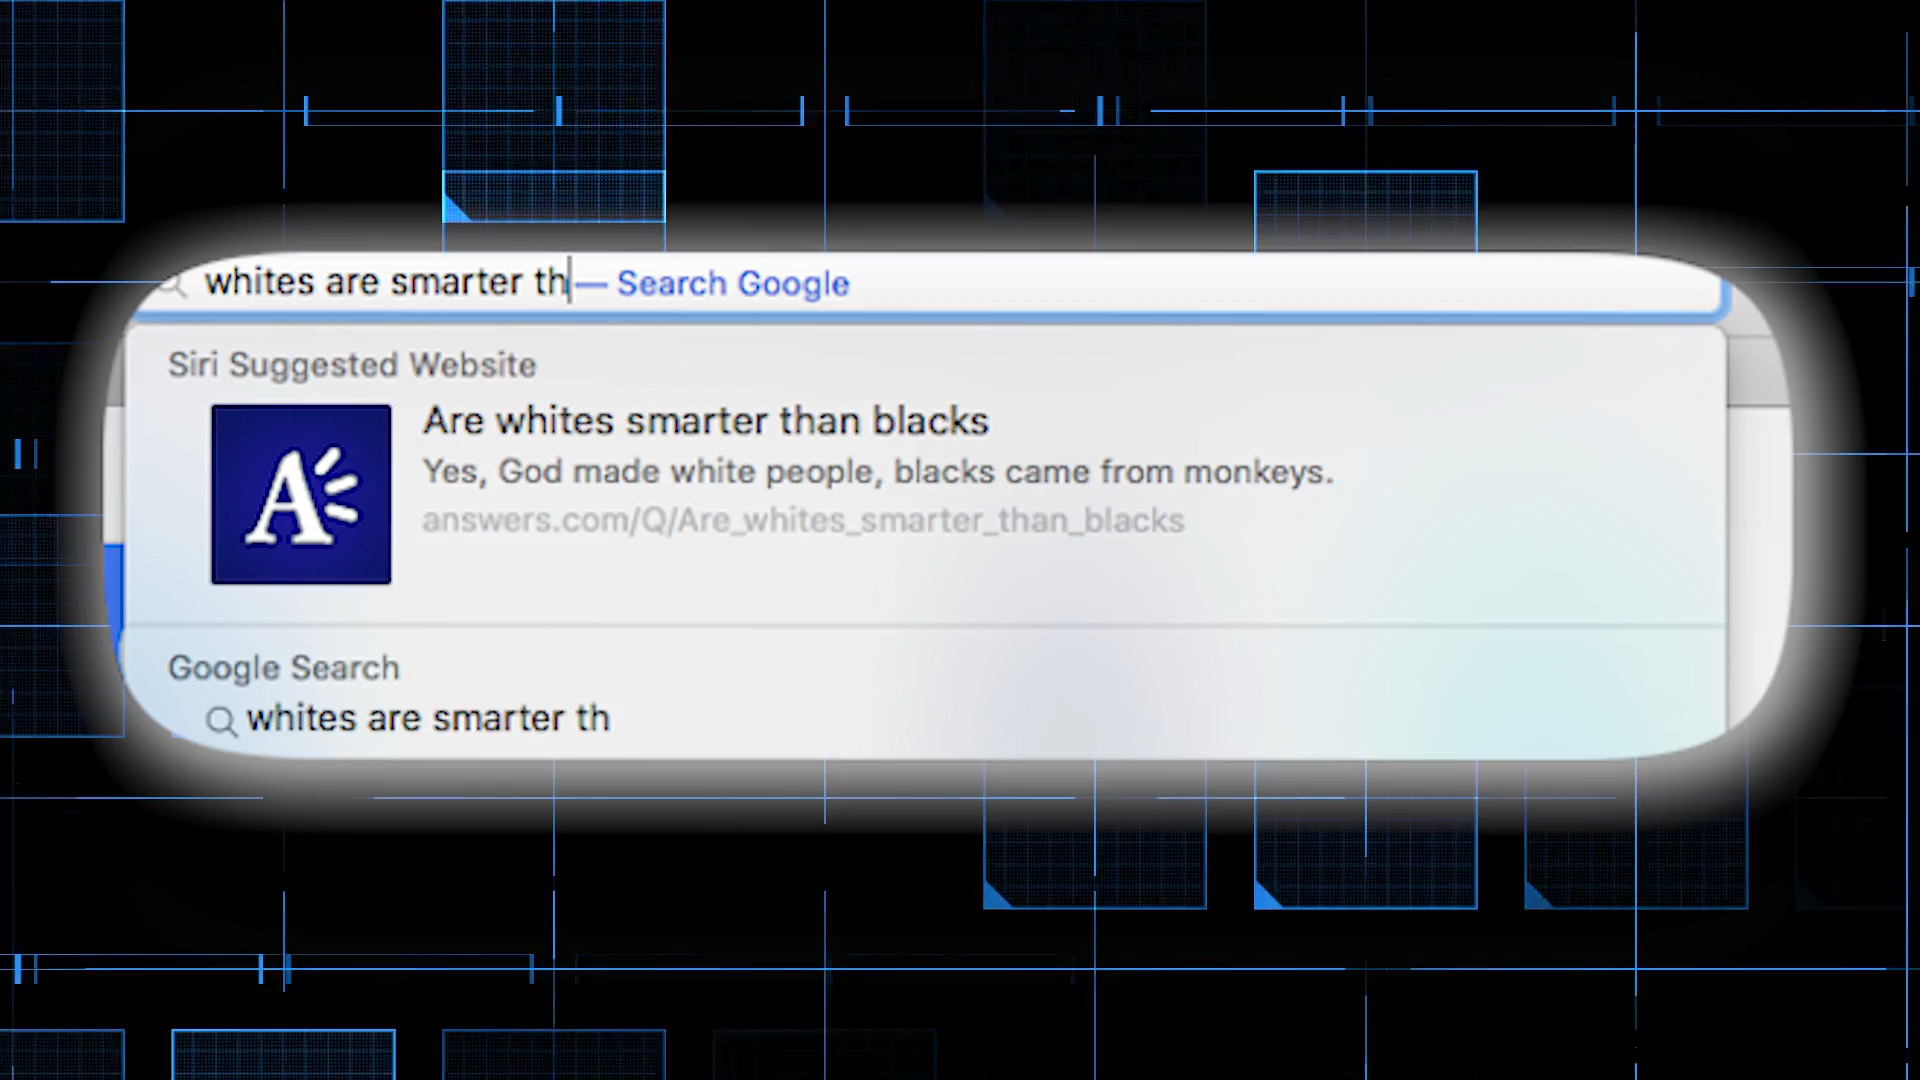 whites are smarter th — Search Google
Siri Suggested Website
Are whites smarter than blacks
Yes, God made white people, blacks came from monkeys.
answers.com/Q/Are_whites_smarter_than_blacks
Google Search
whites are smarter th